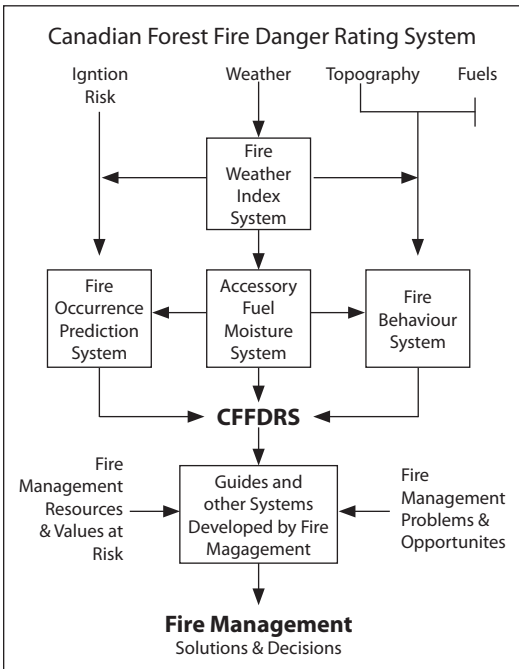 Canadian Forest Fire Danger Rating System
Igntion
Risk
Weather
Topography
Fuels
Fire
Weather
Index
System
Fire
Occurrence
Prediction
System
Accessory
Fuel
Moisture
System
Fire
Behaviour
System
CFFDRS
Fire
Management
Resources
& Values at
Risk
Guides and
other Systems
Developed by Fire
Magagement
Fire
Management
Problems &
Opportunites
Fire Management
Solutions & Decisions